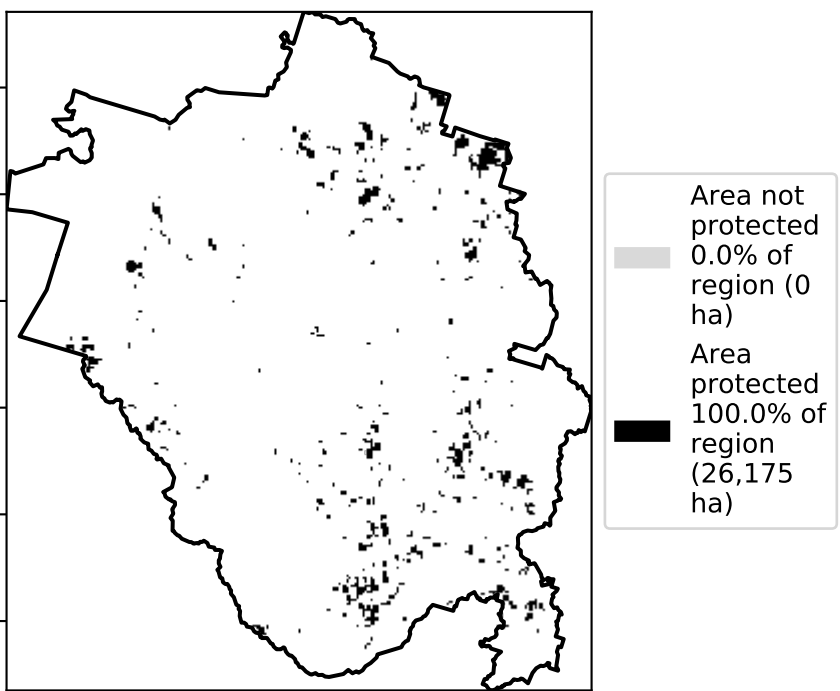 Area not
protected
0.0% of
region (0
ha)
Area
protected
100.0% of
region
(26,175
ha)